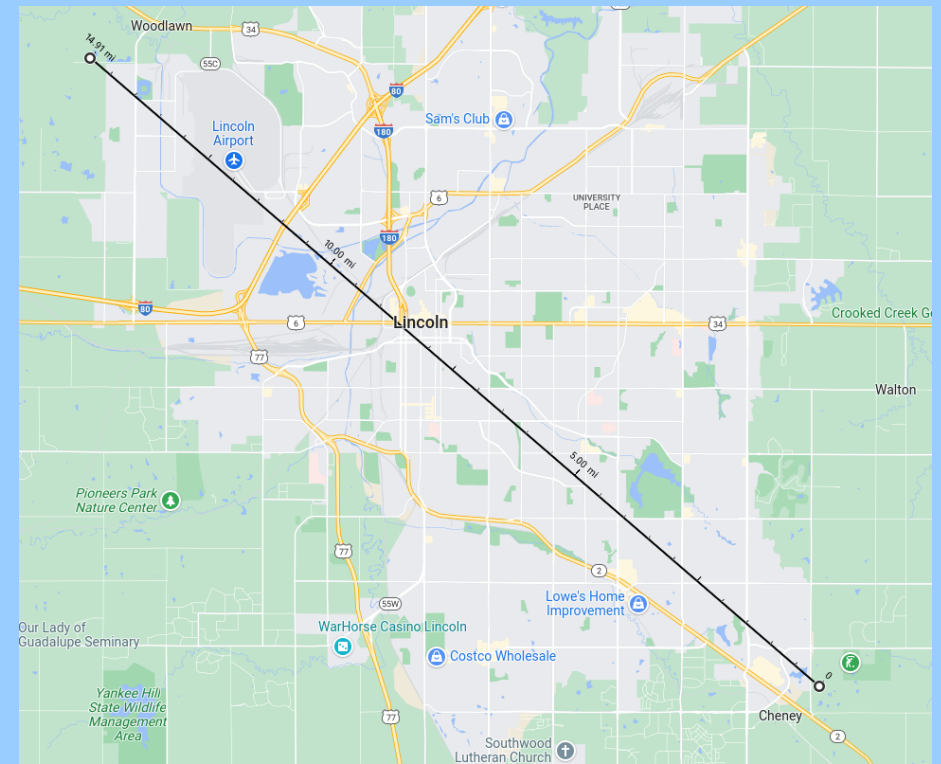 Woodlawn
34
14.91 mi
55C
80
Sam's Club
180
Lincoln
Airport
6
UNIVERSITY
PLACE
180
10.00 mi
80
6
Lincoln
34
Crooked Creek Go
77
Walton
5.00 mi
Pioneers Park
Nature Center
77
2
55W
Lowe's Home
Improvement
Our Lady of
Guadalupe Seminary
WarHorse Casino Lincoln
Costco Wholesale
0
Yankee Hill
State Wildlife
Management
Area
77
Cheney
2
Southwood
Lutheran Church